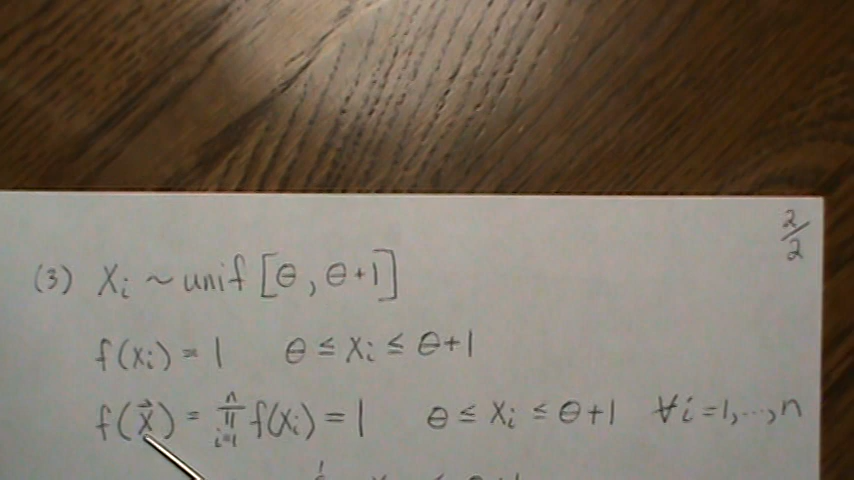 2/2
(3) Xᵢ ~ unif [θ, θ+1]
f(xᵢ) = 1 θ ≤ xᵢ ≤ θ+1
f(x⃗) = ∏ᵢ₌₁ⁿ f(xᵢ) = 1 θ ≤ xᵢ ≤ θ+1 ∀i = 1,...,n